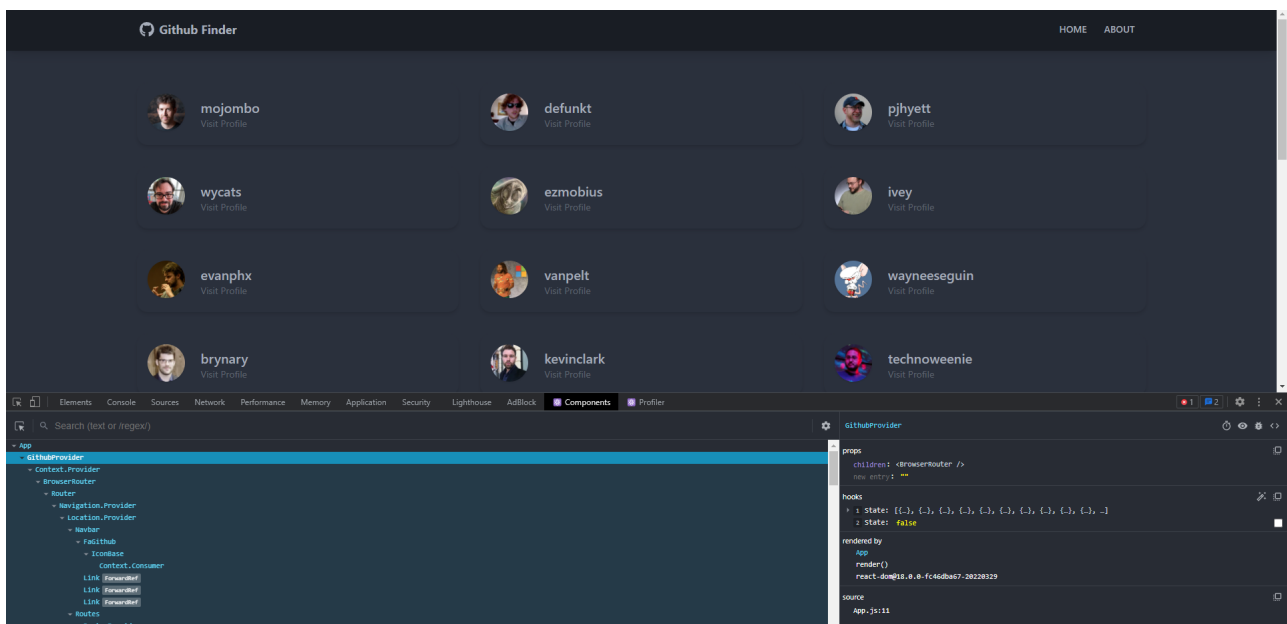 Github Finder HOME ABOUT
mojombo defunkt pjhyett
Visit Profile Visit Profile Visit Profile
wycats ezmobius ivey
Visit Profile Visit Profile Visit Profile
evanphx vanpelt wayneeseguin
Visit Profile Visit Profile Visit Profile
brynary kevinclark technoweenie
Visit Profile Visit Profile Visit Profile
Elements Console Sources Network Performance Memory Application Security Lighthouse AdBlock Components Profiler 1 2
Search (text or /regex/)
App
GithubProvider
Context.Provider
BrowserRouter
Router
Navigation.Provider
Location.Provider
Navbar
FaGithub
IconBase
Context.Consumer
Link ForwardRef
Link ForwardRef
Link ForwardRef
Routes
GithubProvider
props
children: <BrowserRouter />
new entry: ""
hooks
1 State: [{…}, {…}, {…}, {…}, {…}, {…}, {…}, {…}, {…}, {…}, …]
2 State: false
rendered by
App
render()
react-dom@18.0.0-fc46dba67-20220329
source
App.js:11